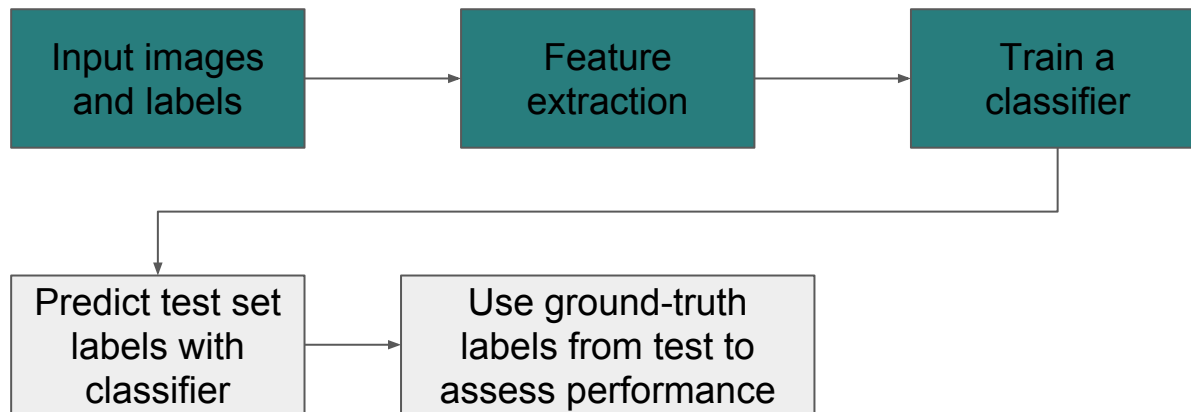 Input images
and labels
Feature
extraction
Train a
classifier
Predict test set
labels with
classifier
Use ground-truth
labels from test to
assess performance